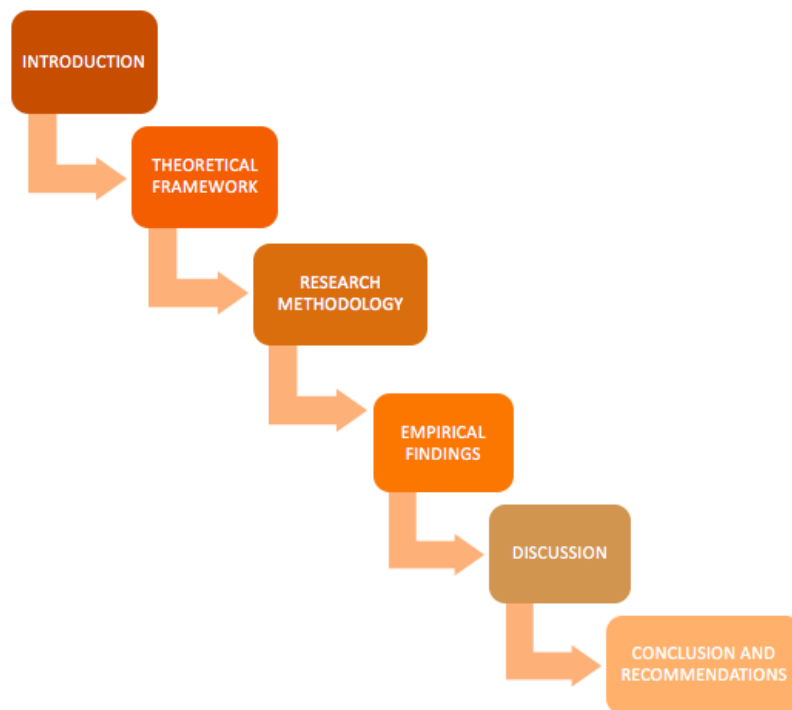 INTRODUCTION
THEORETICAL
FRAMEWORK
RESEARCH
METHODOLOGY
EMPIRICAL
FINDINGS
DISCUSSION
CONCLUSION AND
RECOMMENDATIONS